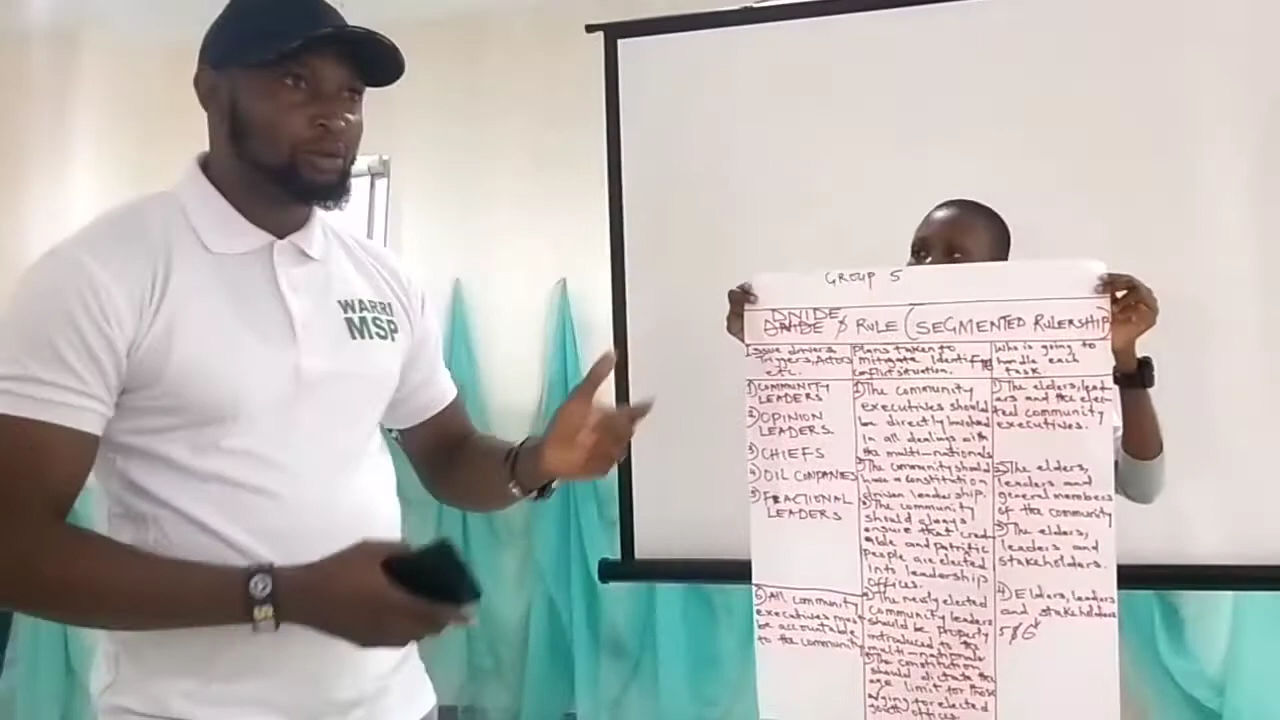 WARRI
MSP
GROUP 5
DIVIDE
& RULE (SEGMENTED RULERSHIP)
Issue drivers
Triggers, Actors
etc.
Plans taken to
mitigate identified
conflict situation.
Who is going to
handle each
task.
1) COMMUNITY
LEADERS
2) OPINION
LEADERS
3) CHIEFS
4) OIL COMPANIES
5) FRACTIONAL
LEADERS
6) All community
executives must
be accountable
to the community
1) The community
executives should
be directly involved
in all dealings with
the multi-nationals
2) The community should
have a constitution
driven leadership.
3) The community
should always
ensure that cred
able and patriotic
people are elected
into leadership
offices.
4) The newly elected
community leaders
should be properly
introduced to the
multi-nationals
5) The constitution
should dictate the
age limit for those
for elected
offices.
1) The elders, lead
ers and the elec
ted community
executives.
2) The elders,
leaders and
general members
of the community
3) The elders,
leaders and
stakeholders.
4) Elders, leaders
and stakeholders
5 & 6